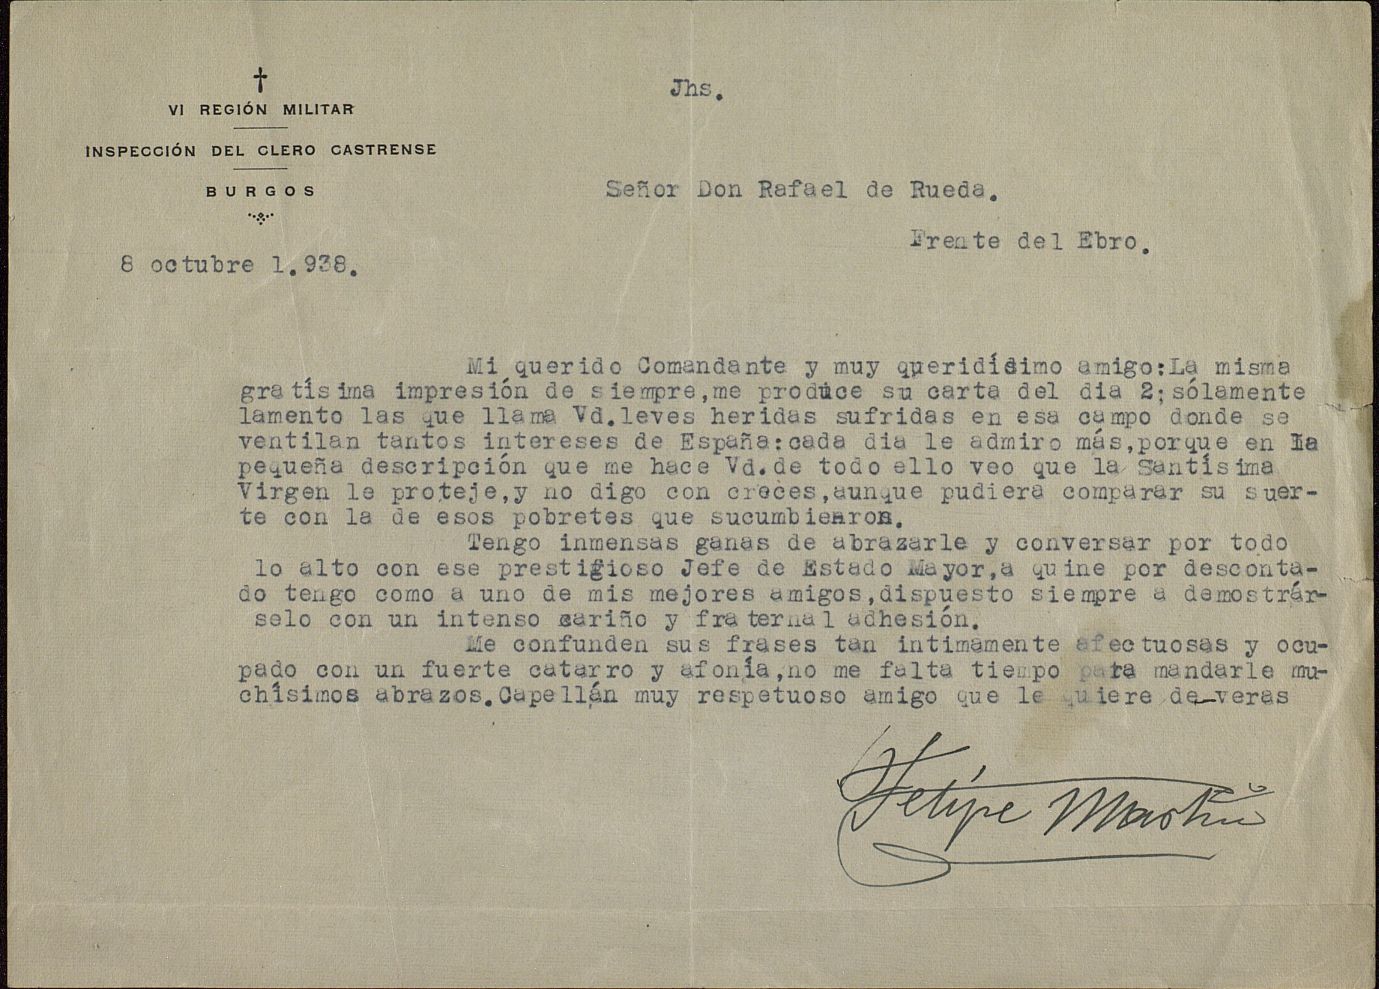 VI REGIÓN MILITAR
INSPECCIÓN DEL CLERO CASTRENSE
BURGOS
8 octubre 1.938.
Jhs.
Señor Don Rafael de Rueda.
Frente del Ebro.
Mi querido Comandante y muy queridísimo amigo:La misma
gratísima impresión de siempre,me produce su carta del dia 2;sólamente
lamento las que llama Vd.leves heridas sufridas en esa campo donde se
ventilan tantos intereses de España:cada dia le admiro más,porque en la
pequeña descripción que me hace Vd.de todo ello veo que la Santísima
Virgen le proteje,y no digo con creces,aunque pudiera comparar su suer-
te con la de esos pobretes que sucumbieron.
Tengo inmensas ganas de abrazarle y conversar por todo
lo alto con ese prestigioso Jefe de Estado Mayor,a quine por desconta-
do tengo como a uno de mis mejores amigos,dispuesto siempre a demostrár-
selo con un intenso cariño y fraternal adhesión.
Me confunden sus frases tan intimamente afectuosas y ocu-
pado con un fuerte catarro y afonía,no me falta tiempo para mandarle mu-
chísimos abrazos.Capellán muy respetuoso amigo que le quiere de veras
Felipe Martín